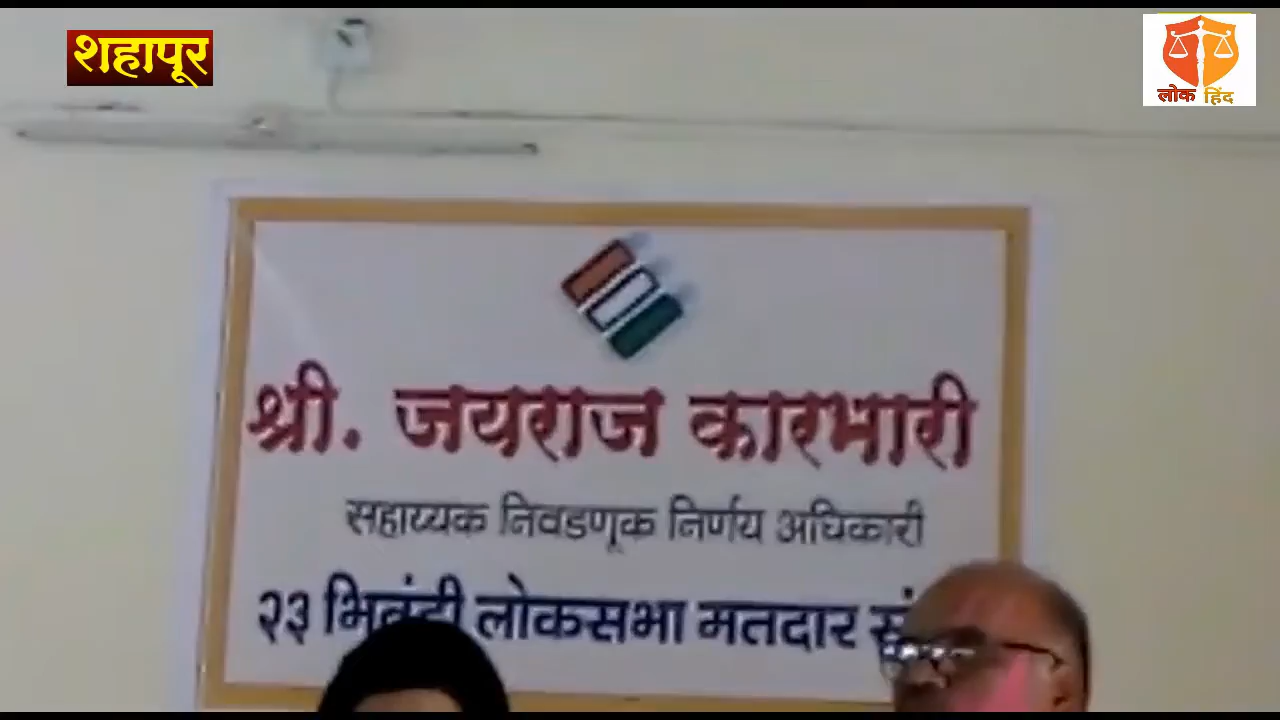 शहापूर
लोक हिंद
श्री. जयराज कारभारी
सहाय्यक निवडणूक निर्णय अधिकारी
२३ भिवंडी लोकसभा मतदार